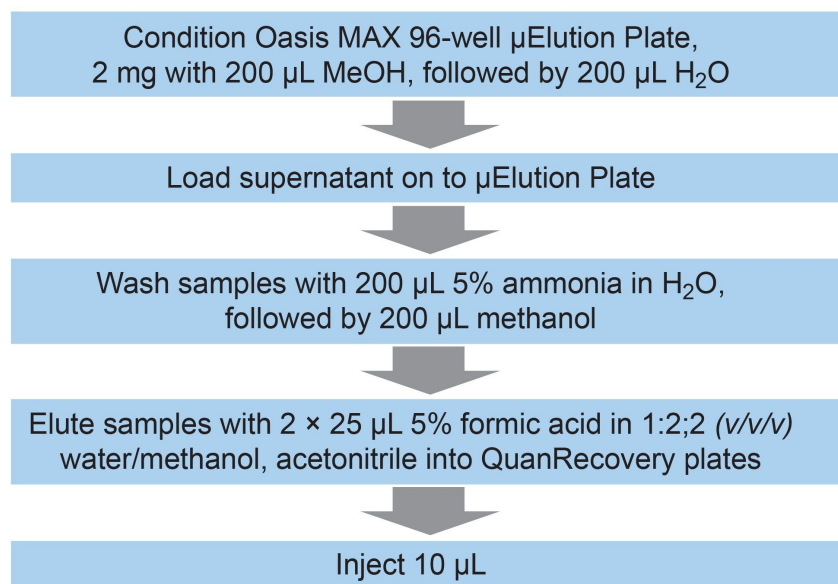 Condition Oasis MAX 96-well µElution Plate,
2 mg with 200 µL MeOH, followed by 200 µL H₂O
Load supernatant on to µElution Plate
Wash samples with 200 µL 5% ammonia in H₂O,
followed by 200 µL methanol
Elute samples with 2 × 25 µL 5% formic acid in 1:2;2 (v/v/v)
water/methanol, acetonitrile into QuanRecovery plates
Inject 10 µL